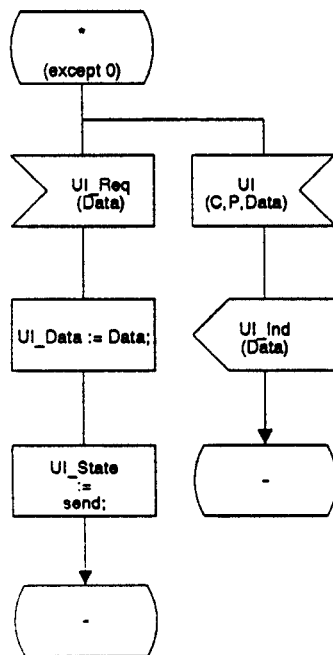 *
(except 0)
UI_Req
(Data)
UI_Data := Data;
UI_State
:=
send;
-
UI
(C,P,Data)
UI_Ind
(Data)
-